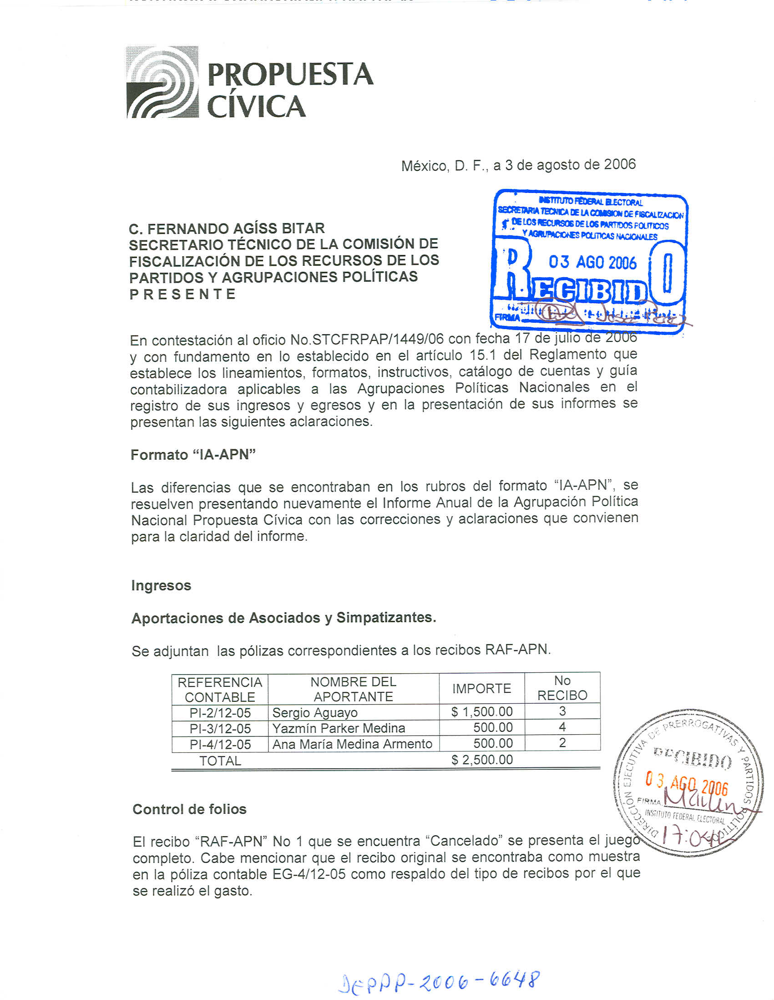 PROPUESTA
CÍVICA
México, D. F., a 3 de agosto de 2006
INSTITUTO FEDERAL ELECTORAL
SECRETARIA TECNICA DE LA COMISION DE FISCALIZACION
DE LOS RECURSOS DE LOS PARTIDOS POLITICOS
Y AGRUPACIONES POLITICAS NACIONALES
03 AGO 2006
RECIBIDO
FIRMA
C. FERNANDO AGÍSS BITAR
SECRETARIO TÉCNICO DE LA COMISIÓN DE
FISCALIZACIÓN DE LOS RECURSOS DE LOS
PARTIDOS Y AGRUPACIONES POLÍTICAS
P R E S E N T E
En contestación al oficio No.STCFRPAP/1449/06 con fecha 17 de julio de 2006
y con fundamento en lo establecido en el artículo 15.1 del Reglamento que
establece los lineamientos, formatos, instructivos, catálogo de cuentas y guía
contabilizadora aplicables a las Agrupaciones Políticas Nacionales en el
registro de sus ingresos y egresos y en la presentación de sus informes se
presentan las siguientes aclaraciones.
Formato “IA-APN”
Las diferencias que se encontraban en los rubros del formato “IA-APN”, se
resuelven presentando nuevamente el Informe Anual de la Agrupación Política
Nacional Propuesta Cívica con las correcciones y aclaraciones que convienen
para la claridad del informe.
Ingresos
Aportaciones de Asociados y Simpatizantes.
Se adjuntan las pólizas correspondientes a los recibos RAF-APN.
REFERENCIA CONTABLE NOMBRE DEL APORTANTE IMPORTE No RECIBO
PI-2/12-05 Sergio Aguayo $ 1,500.00 3
PI-3/12-05 Yazmín Parker Medina 500.00 4
PI-4/12-05 Ana María Medina Armento 500.00 2
TOTAL $ 2,500.00
DIRECCIÓN EJECUTIVA DE PRERROGATIVAS Y PARTIDOS POLÍTICOS
RECIBIDO
03 AGO 2006
FIRMA
INSTITUTO FEDERAL ELECTORAL
Control de folios
El recibo “RAF-APN” No 1 que se encuentra “Cancelado” se presenta el juego
completo. Cabe mencionar que el recibo original se encontraba como muestra
en la póliza contable EG-4/12-05 como respaldo del tipo de recibos por el que
se realizó el gasto.
DEPPP-2006-6648